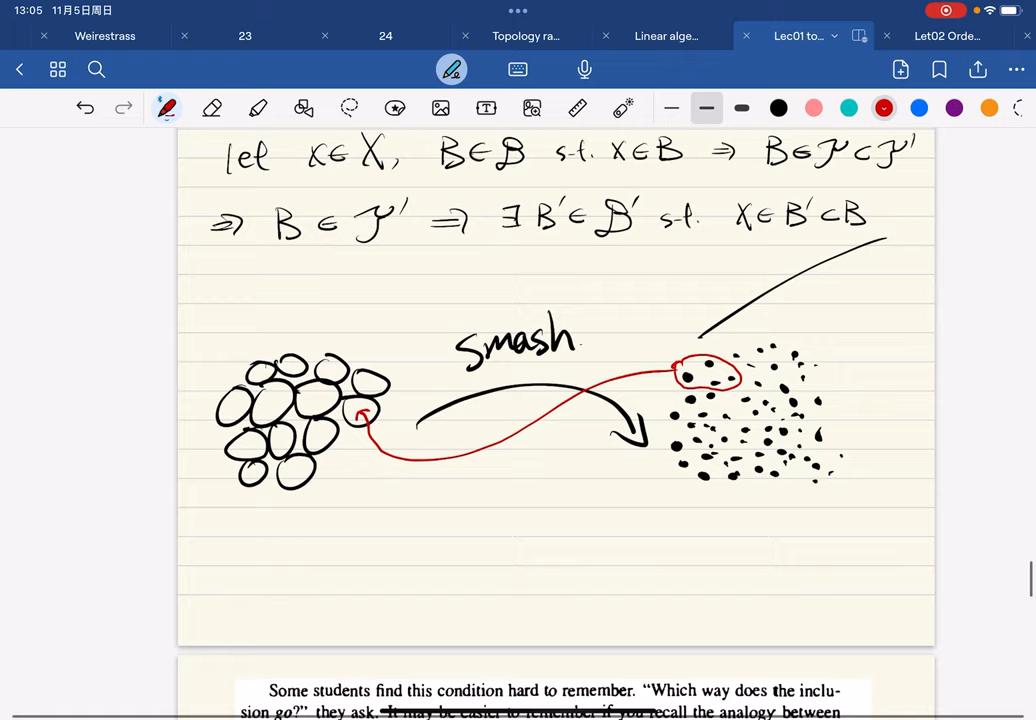 13:05 11月5日周日
Weirestrass
23
24
Topology ra...
Linear alge...
Lec01 to...
Let02 Orde...
let x∈X, B∈ℬ s.t. x∈B ⇒ B∈𝒯⊂𝒯'
⇒ B∈𝒯' ⇒ ∃ B'∈ℬ' s.t. x∈B'⊂B
smash
Some students find this condition hard to remember. “Which way does the inclu-
sion go?” they ask. It may be easier to remember if you recall the analogy between